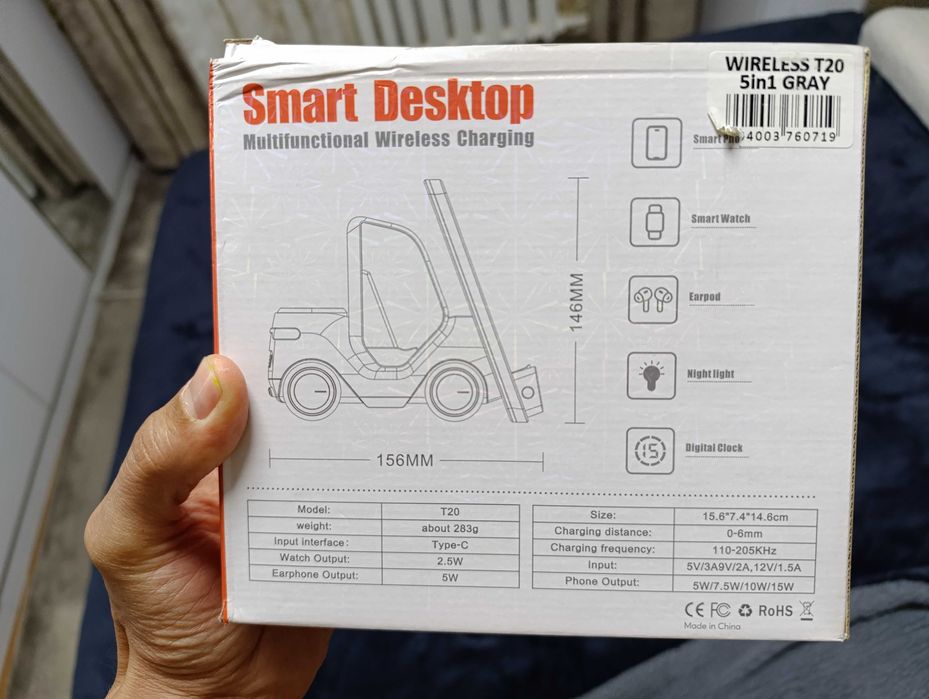 Smart Desktop
Multifunctional Wireless Charging
WIRELESS T20
5in1 GRAY
4003 760719
Smart
Smart Watch
Earpod
Night light
15
Digital Clock
146MM
156MM
Model: T20
weight: about 283g
Input interface: Type-C
Watch Output: 2.5W
Earphone Output: 5W
Size: 15.6*7.4*14.6cm
Charging distance: 0-6mm
Charging frequency: 110-205KHz
Input: 5V/3A9V/2A,12V/1.5A
Phone Output: 5W/7.5W/10W/15W
CE FC RoHS
Made in China